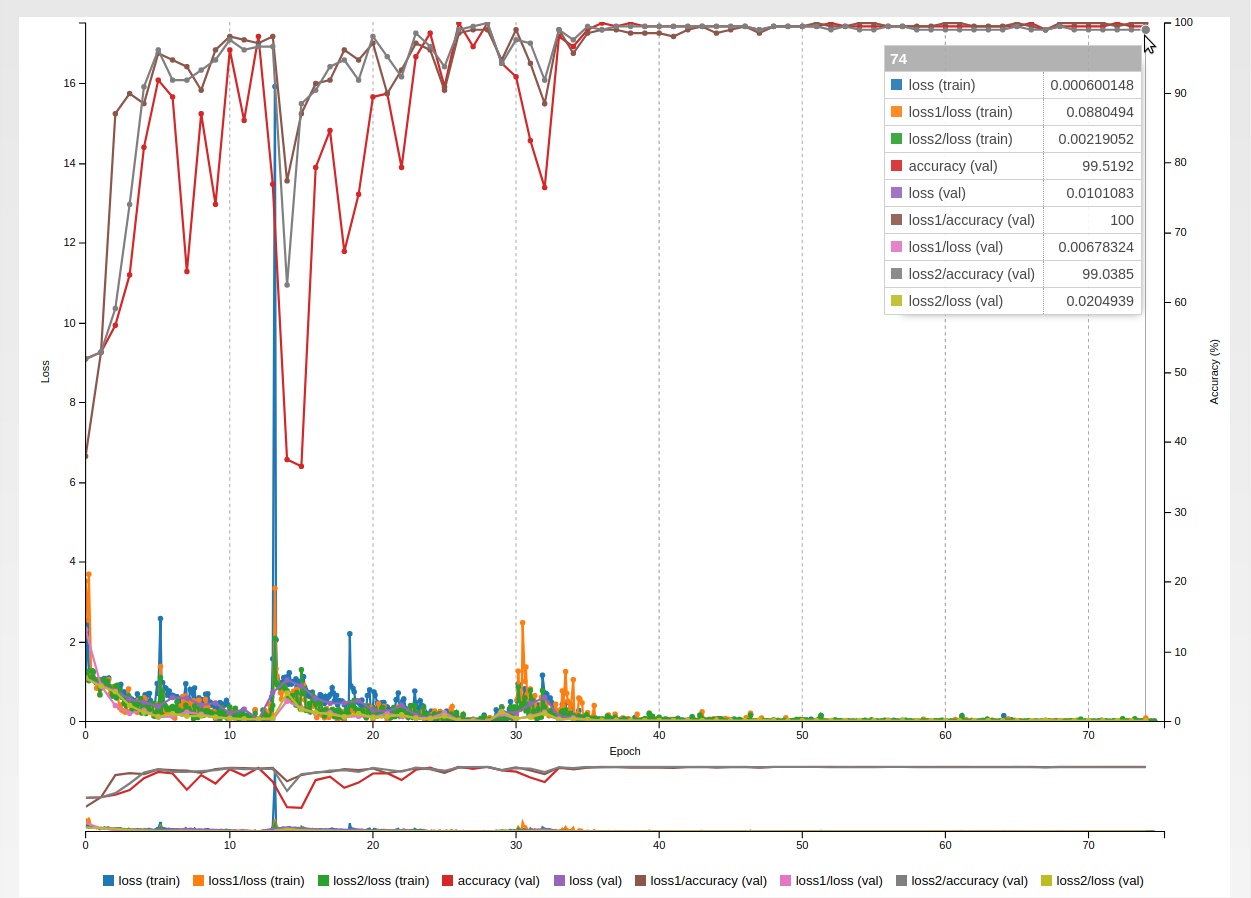 100
16
90
14
80
12
70
10
60
8
50
40
6
30
4
20
2
10
0
0
Loss
Accuracy (%)
74
loss (train) 0.000600148
loss1/loss (train) 0.0880494
loss2/loss (train) 0.00219052
accuracy (val) 99.5192
loss (val) 0.0101083
loss1/accuracy (val) 100
loss1/loss (val) 0.00678324
loss2/accuracy (val) 99.0385
loss2/loss (val) 0.0204939
0 10 20 30 40 50 60 70
Epoch
0 10 20 30 40 50 60 70
loss (train) loss1/loss (train) loss2/loss (train) accuracy (val) loss (val) loss1/accuracy (val) loss1/loss (val) loss2/accuracy (val) loss2/loss (val)